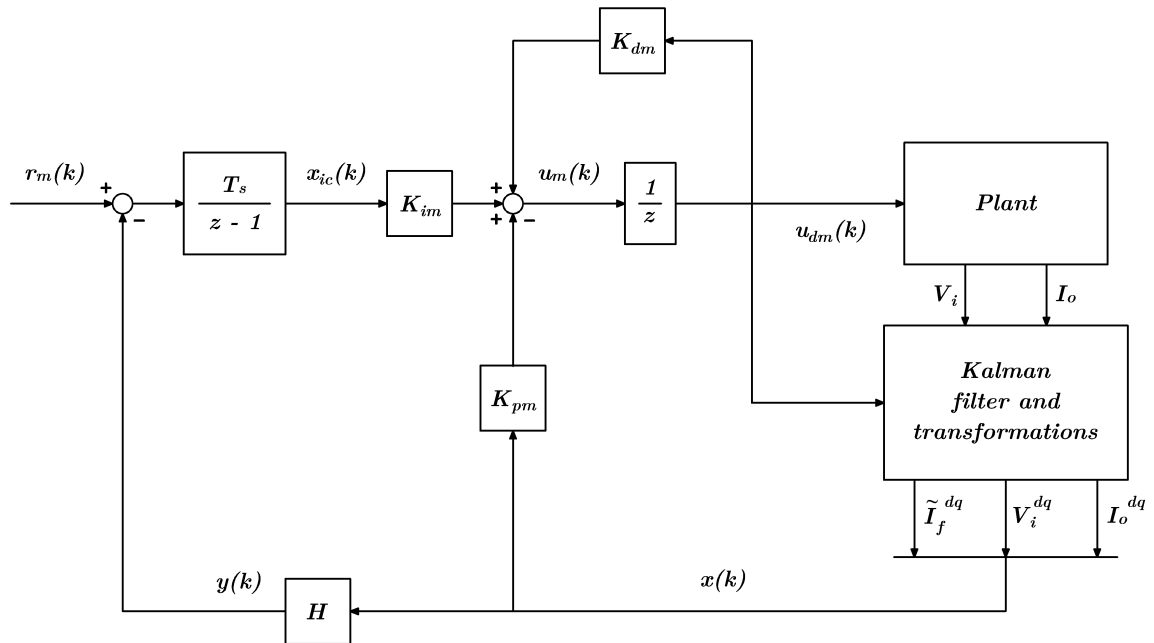 K_dm
r_m(k)
+
−
T_s
z - 1
x_ic(k)
K_im
+
+
−
u_m(k)
1
z
u_dm(k)
Plant
V_i
I_o
K_pm
Kalman
filter and
transformations
Ĩ_f^dq
V_i^dq
I_o^dq
y(k)
H
x(k)